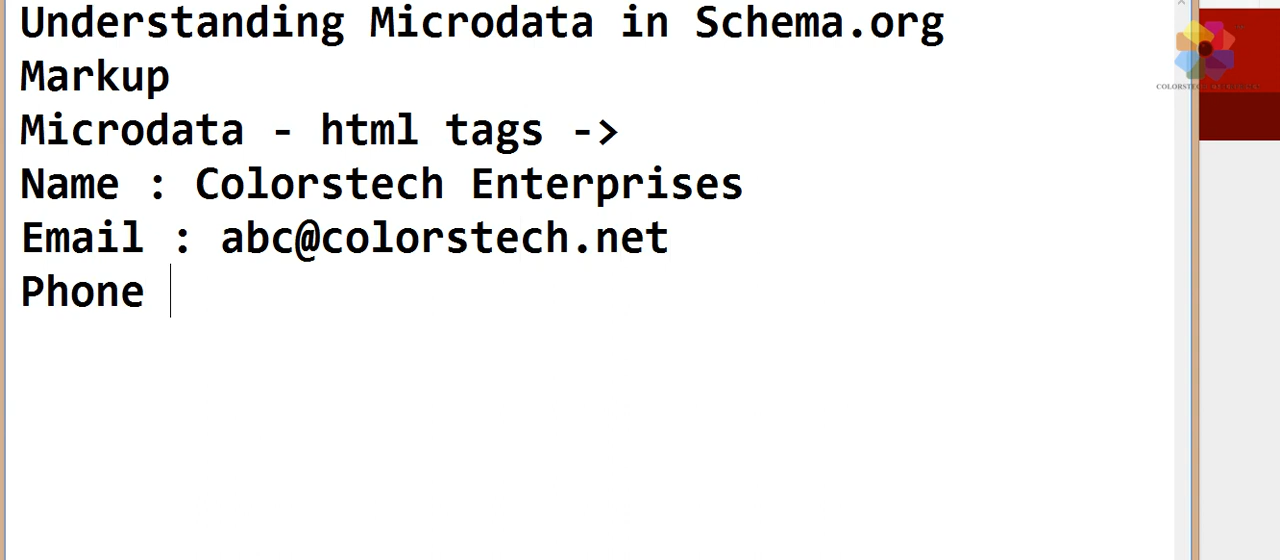 Understanding Microdata in Schema.org
Markup
Microdata - html tags ->
Name : Colorstech Enterprises
Email : abc@colorstech.net
Phone